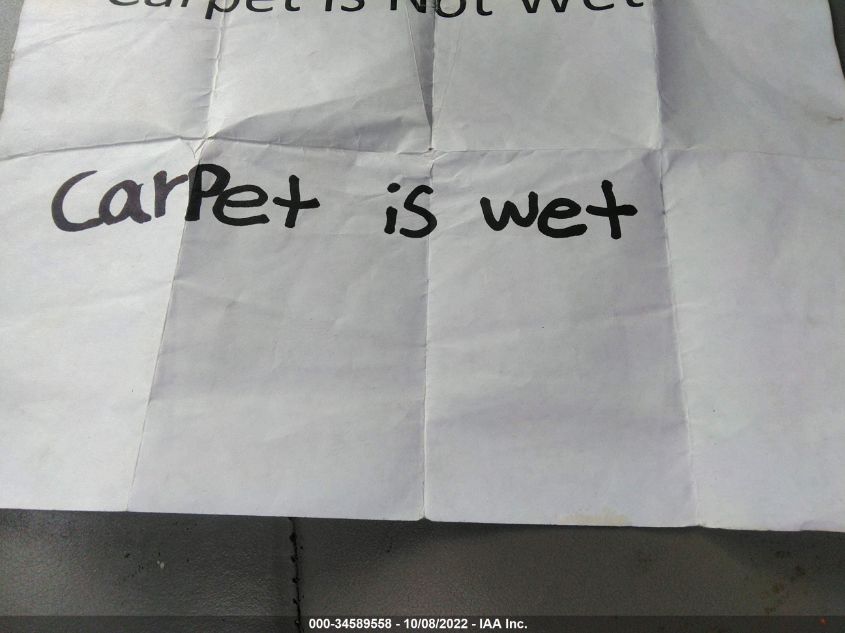 Carpet is Not Wet
CarPet is wet
000-34589558 - 10/08/2022 - IAA Inc.